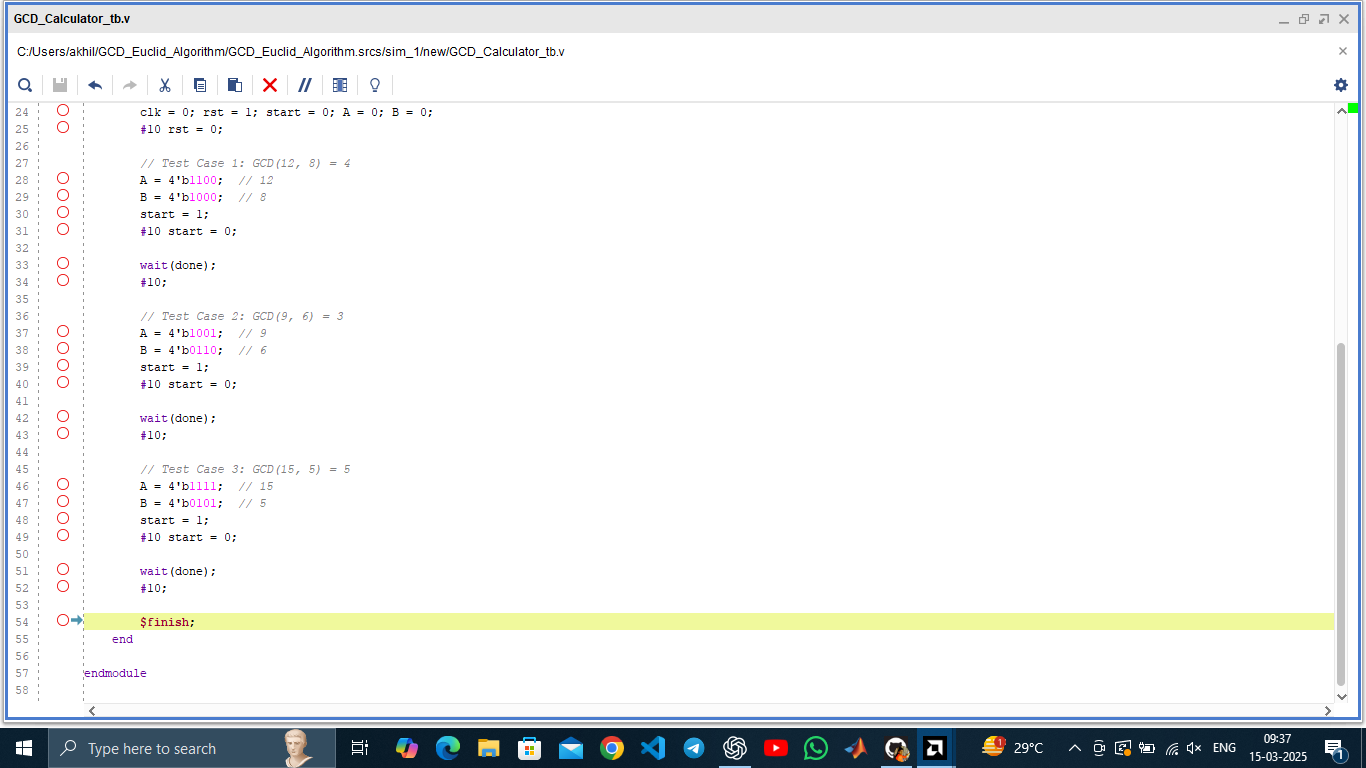 GCD_Calculator_tb.v
C:/Users/akhil/GCD_Euclid_Algorithm/GCD_Euclid_Algorithm.srcs/sim_1/new/GCD_Calculator_tb.v
24 clk = 0; rst = 1; start = 0; A = 0; B = 0;
25 #10 rst = 0;
26
27 // Test Case 1: GCD(12, 8) = 4
28 A = 4'b1100; // 12
29 B = 4'b1000; // 8
30 start = 1;
31 #10 start = 0;
32
33 wait(done);
34 #10;
35
36 // Test Case 2: GCD(9, 6) = 3
37 A = 4'b1001; // 9
38 B = 4'b0110; // 6
39 start = 1;
40 #10 start = 0;
41
42 wait(done);
43 #10;
44
45 // Test Case 3: GCD(15, 5) = 5
46 A = 4'b1111; // 15
47 B = 4'b0101; // 5
48 start = 1;
49 #10 start = 0;
50
51 wait(done);
52 #10;
53
54 $finish;
55 end
56
57 endmodule
58
Type here to search
1
29°C
ENG
09:37
15-03-2025
1